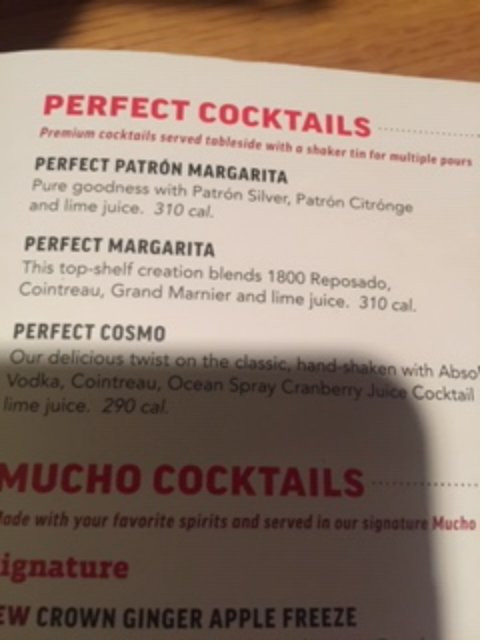 PERFECT COCKTAILS
Premium cocktails served tableside with a shaker tin for multiple pours
PERFECT PATRÓN MARGARITA
Pure goodness with Patrón Silver, Patrón Citrónge
and lime juice. 310 cal.
PERFECT MARGARITA
This top-shelf creation blends 1800 Reposado,
Cointreau, Grand Marnier and lime juice. 310 cal.
PERFECT COSMO
Our delicious twist on the classic, hand-shaken with Abso
Vodka, Cointreau, Ocean Spray Cranberry Juice Cocktail
lime juice. 290 cal.
MUCHO COCKTAILS
ade with your favorite spirits and served in our signature Mucho
ignature
EW CROWN GINGER APPLE FREEZE